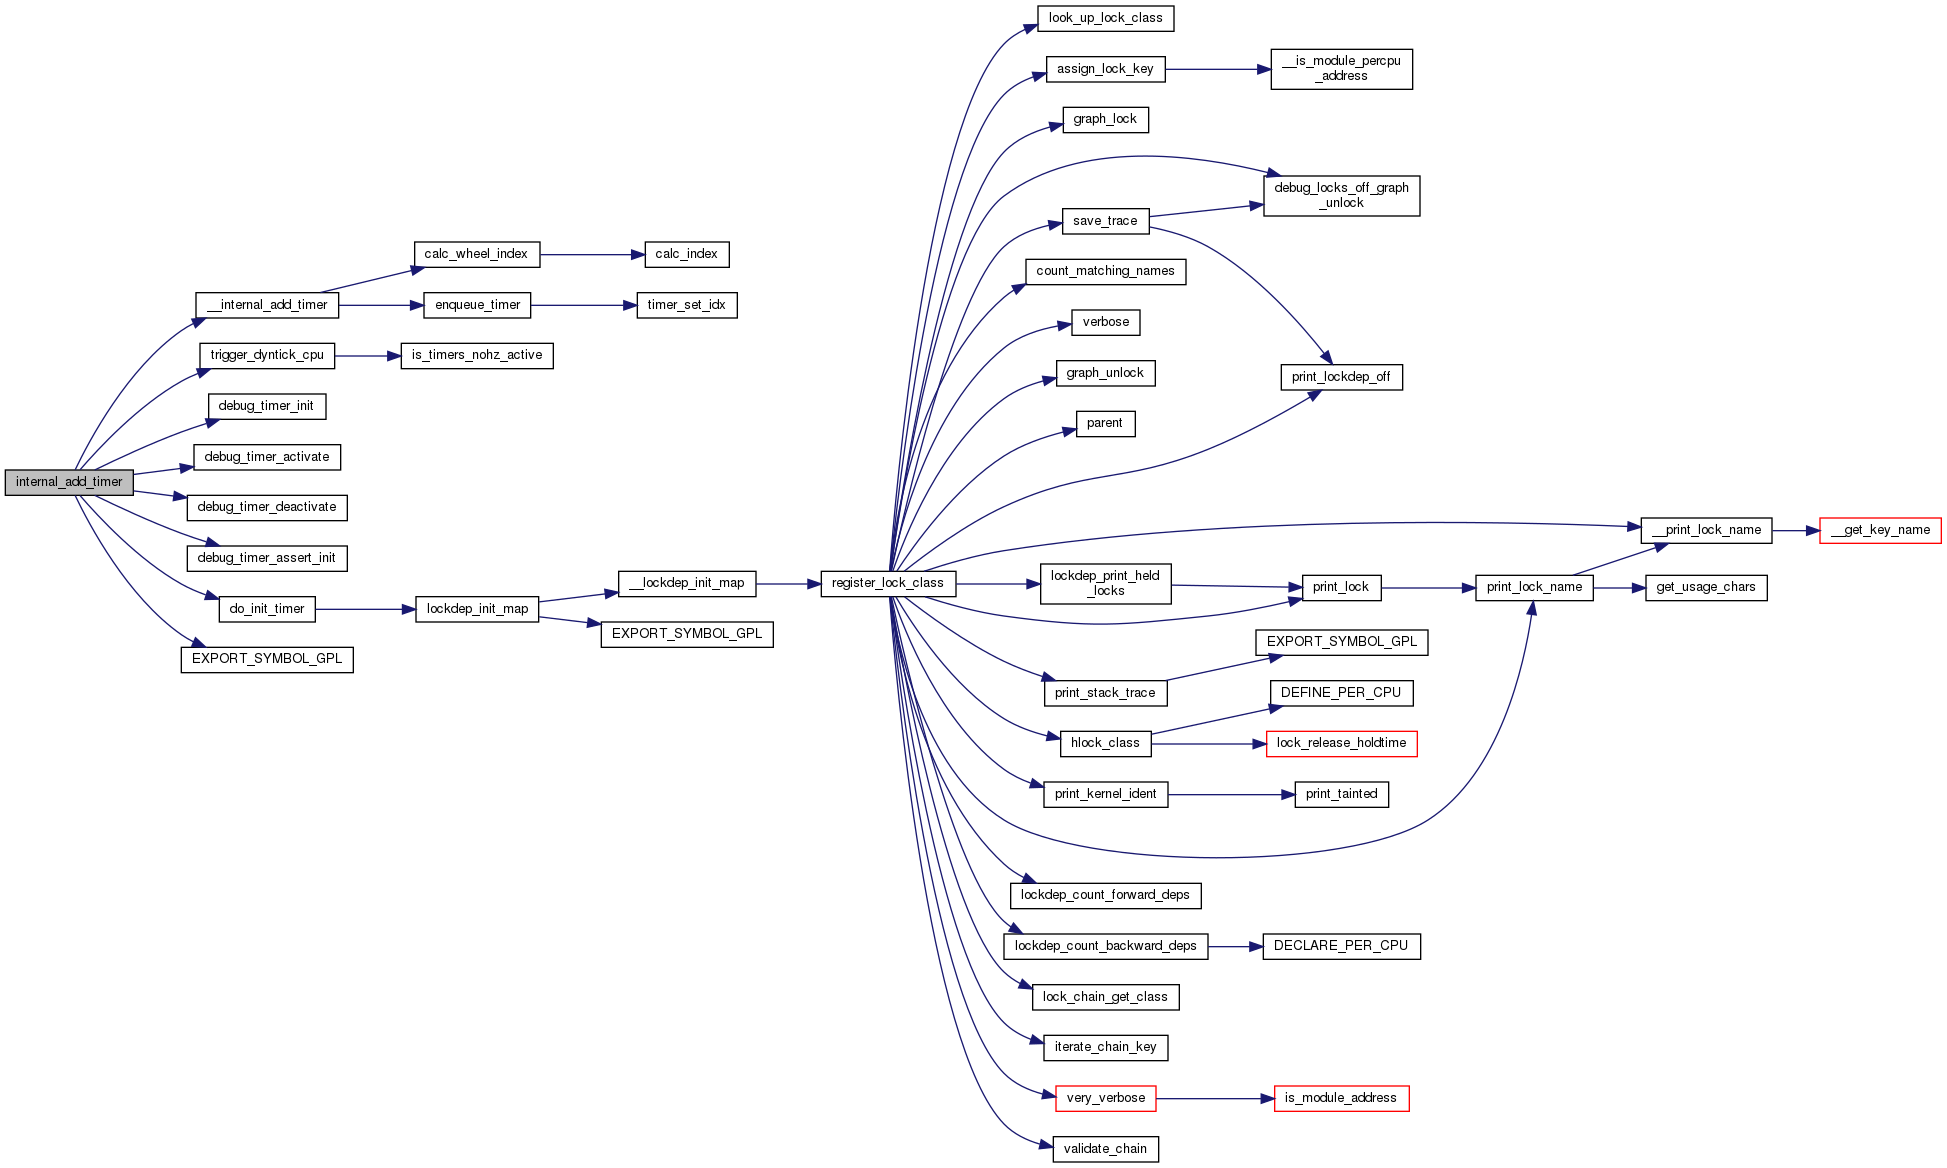 internal_add_timer
__internal_add_timer
trigger_dyntick_cpu
debug_timer_init
debug_timer_activate
debug_timer_deactivate
debug_timer_assert_init
do_init_timer
EXPORT_SYMBOL_GPL
calc_wheel_index
enqueue_timer
is_timers_nohz_active
lockdep_init_map
calc_index
timer_set_idx
__lockdep_init_map
EXPORT_SYMBOL_GPL
register_lock_class
look_up_lock_class
assign_lock_key
graph_lock
save_trace
count_matching_names
verbose
graph_unlock
parent
lockdep_print_held
_locks
print_stack_trace
hlock_class
print_kernel_ident
lockdep_count_forward_deps
lockdep_count_backward_deps
lock_chain_get_class
iterate_chain_key
very_verbose
validate_chain
__is_module_percpu
_address
debug_locks_off_graph
_unlock
print_lockdep_off
print_lock
EXPORT_SYMBOL_GPL
DEFINE_PER_CPU
lock_release_holdtime
print_tainted
DECLARE_PER_CPU
is_module_address
print_lock_name
__print_lock_name
get_usage_chars
__get_key_name